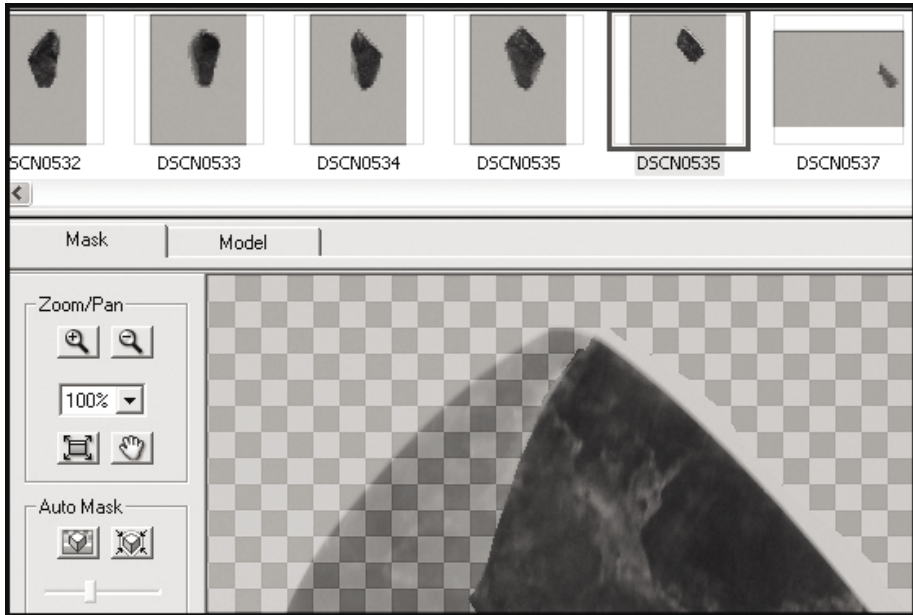 SCN0532 DSCN0533 DSCN0534 DSCN0535 DSCN0535 DSCN0537
Mask Model
Zoom/Pan
100%
Auto Mask